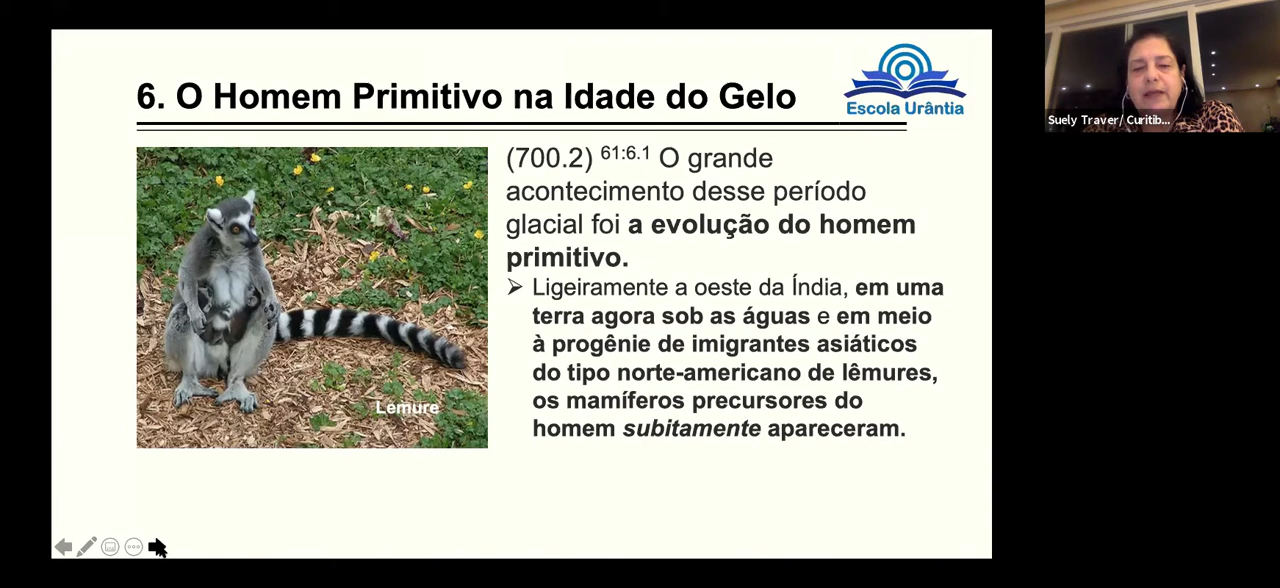 6. O Homem Primitivo na Idade do Gelo
Escola Urântia
Suely Traver/ Curitib...
(700.2) 61:6.1 O grande
acontecimento desse período
glacial foi a evolução do homem
primitivo.
➢ Ligeiramente a oeste da Índia, em uma
terra agora sob as águas e em meio
à progênie de imigrantes asiáticos
do tipo norte-americano de lêmures,
os mamíferos precursores do
homem subitamente apareceram.
Lemure